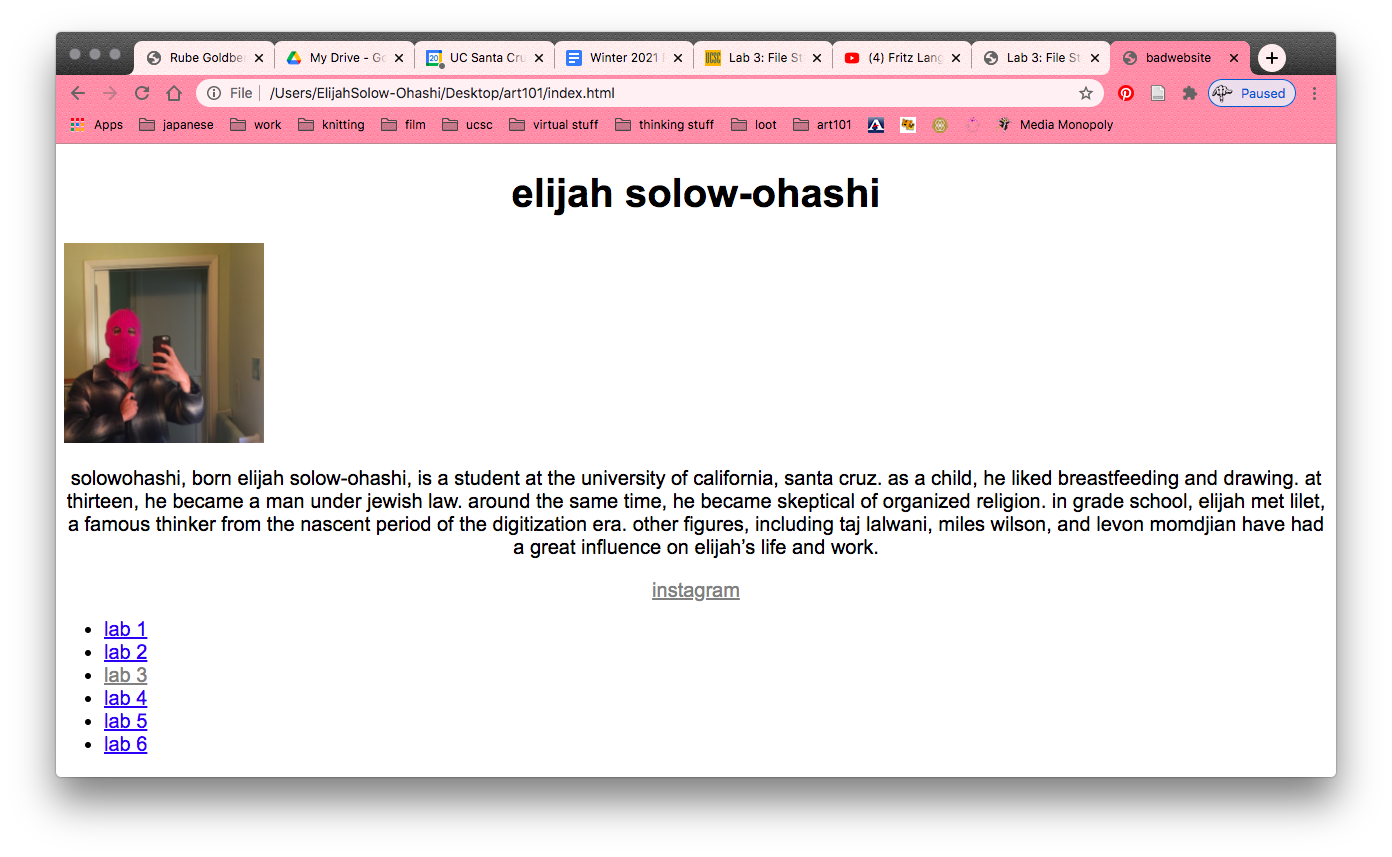 Rube Goldbe
My Drive - Go
20
UC Santa Cru
Winter 2021
UCSC
Lab 3: File St
(4) Fritz Lang
Lab 3: File St
badwebsite
File
/Users/ElijahSolow-Ohashi/Desktop/art101/index.html
Paused
Apps
japanese
work
knitting
film
ucsc
virtual stuff
thinking stuff
loot
art101
Media Monopoly
elijah solow-ohashi
solowohashi, born elijah solow-ohashi, is a student at the university of california, santa cruz. as a child, he liked breastfeeding and drawing. at
thirteen, he became a man under jewish law. around the same time, he became skeptical of organized religion. in grade school, elijah met lilet,
a famous thinker from the nascent period of the digitization era. other figures, including taj lalwani, miles wilson, and levon momdjian have had
a great influence on elijah’s life and work.
instagram
lab 1
lab 2
lab 3
lab 4
lab 5
lab 6